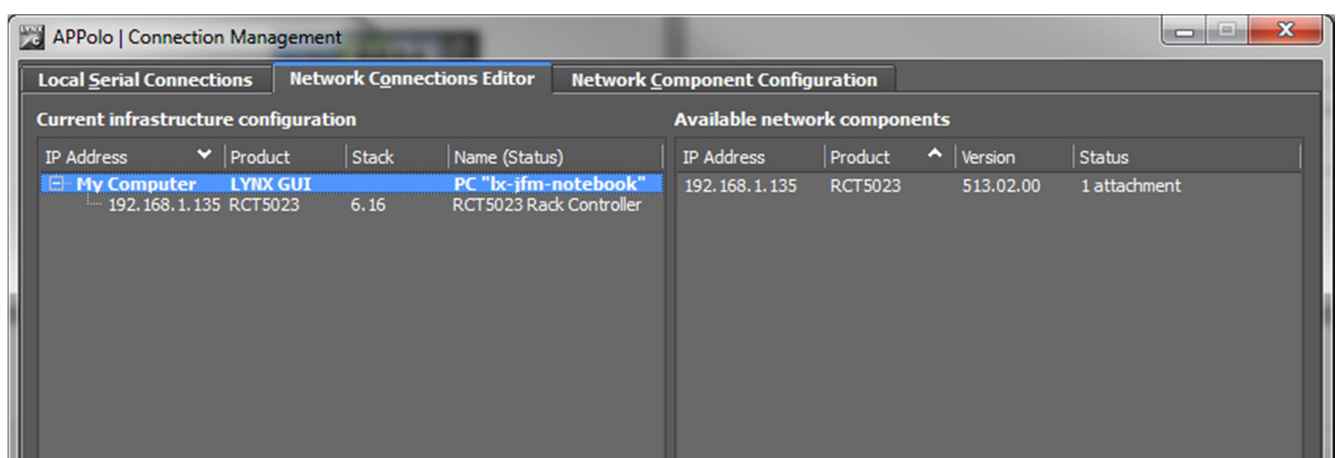 APPolo | Connection Management
Local Serial Connections Network Connections Editor Network Component Configuration
Current infrastructure configuration Available network components
IP Address Product Stack Name (Status) IP Address Product Version Status
My Computer LYNX GUI PC "lx-jfm-notebook" 192.168.1.135 RCT5023 513.02.00 1 attachment
192.168.1.135 RCT5023 6.16 RCT5023 Rack Controller